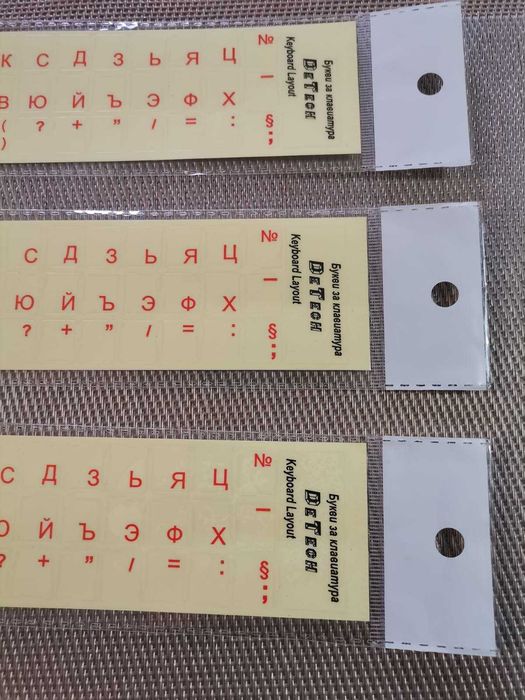 К С Д З Ь Я Ц №
В Ю Й Ъ Э Ф Х –
( ? + " / = : §
) ;
Букви за клавиатура
DeTech
Keyboard Layout
С Д З Ь Я Ц №
Ю Й Ъ Э Ф Х –
? + " / = : §
;
Букви за клавиатура
DeTech
Keyboard Layout
С Д З Ь Я Ц №
Ю Й Ъ Э Ф Х –
? + " / = : §
;
Букви за клавиатура
DeTech
Keyboard Layout